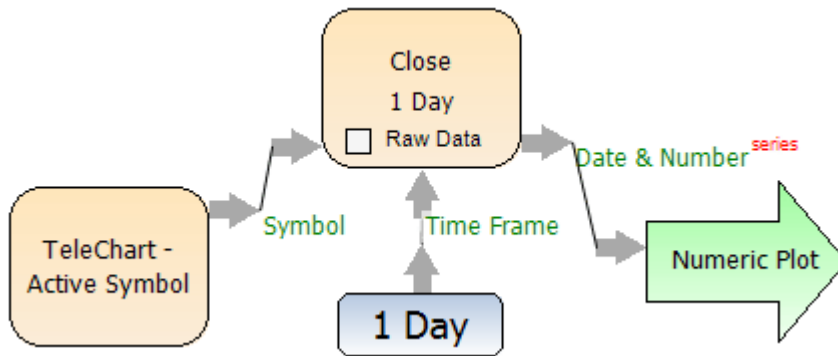 Close
1 Day
Raw Data
Date & Number series
Symbol
Time Frame
TeleChart -
Active Symbol
Numeric Plot
1 Day